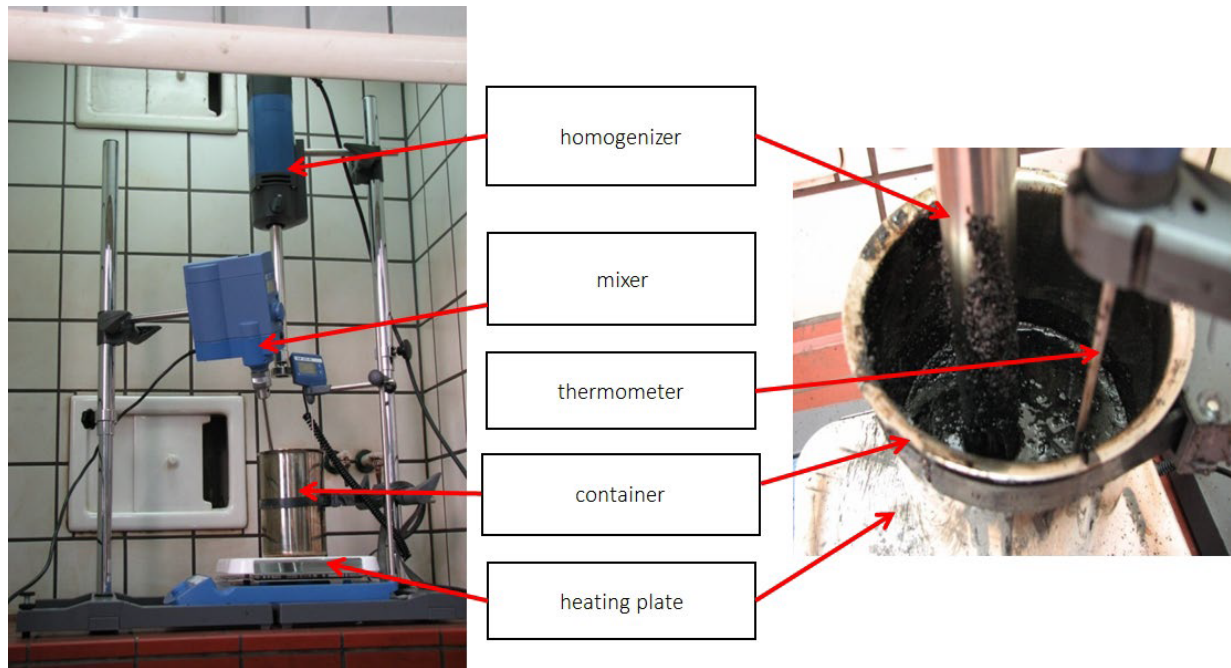 homogenizer
mixer
thermometer
container
heating plate